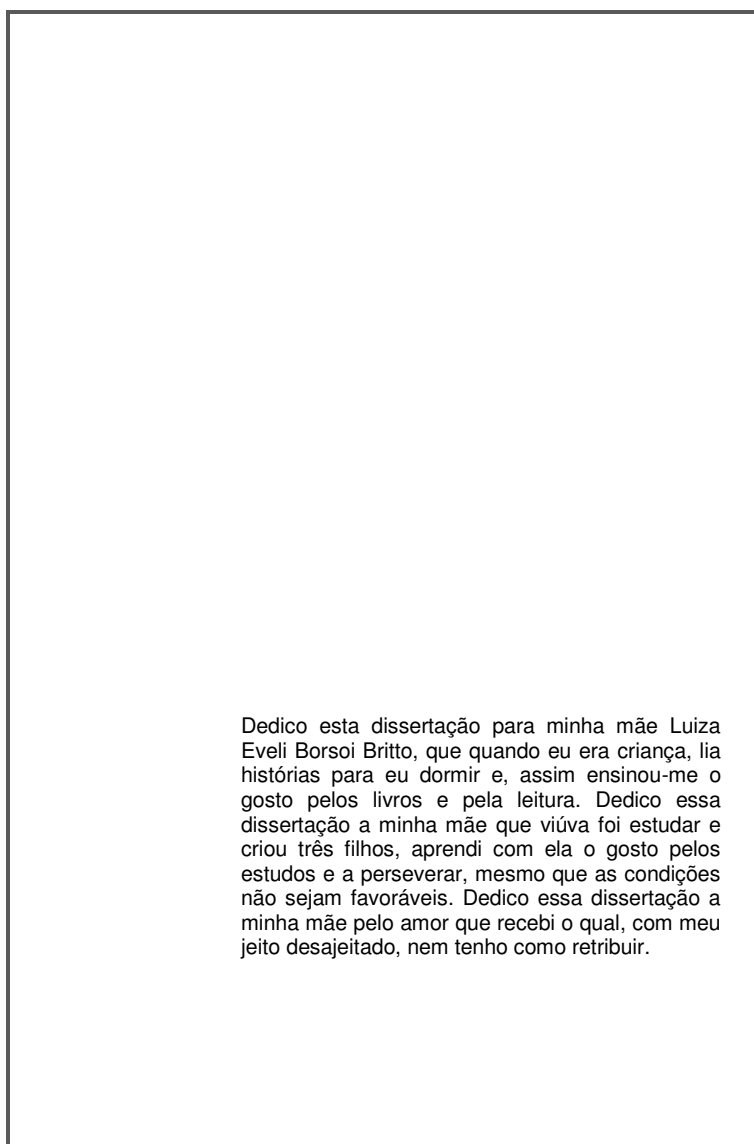 Dedico esta dissertação para minha mãe Luiza
Eveli Borsoi Britto, que quando eu era criança, lia
histórias para eu dormir e, assim ensinou-me o
gosto pelos livros e pela leitura. Dedico essa
dissertação a minha mãe que viúva foi estudar e
criou três filhos, aprendi com ela o gosto pelos
estudos e a perseverar, mesmo que as condições
não sejam favoráveis. Dedico essa dissertação a
minha mãe pelo amor que recebi o qual, com meu
jeito desajeitado, nem tenho como retribuir.